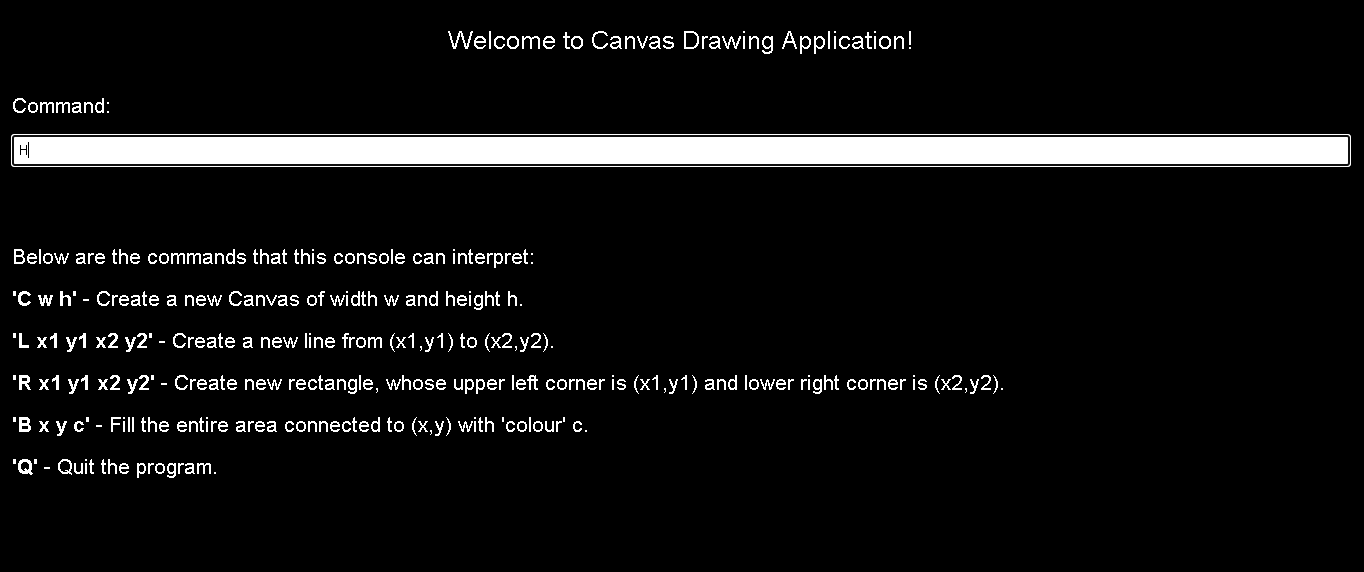 Welcome to Canvas Drawing Application!
Command:
H
Below are the commands that this console can interpret:
'C w h' - Create a new Canvas of width w and height h.
'L x1 y1 x2 y2' - Create a new line from (x1,y1) to (x2,y2).
'R x1 y1 x2 y2' - Create new rectangle, whose upper left corner is (x1,y1) and lower right corner is (x2,y2).
'B x y c' - Fill the entire area connected to (x,y) with 'colour' c.
'Q' - Quit the program.